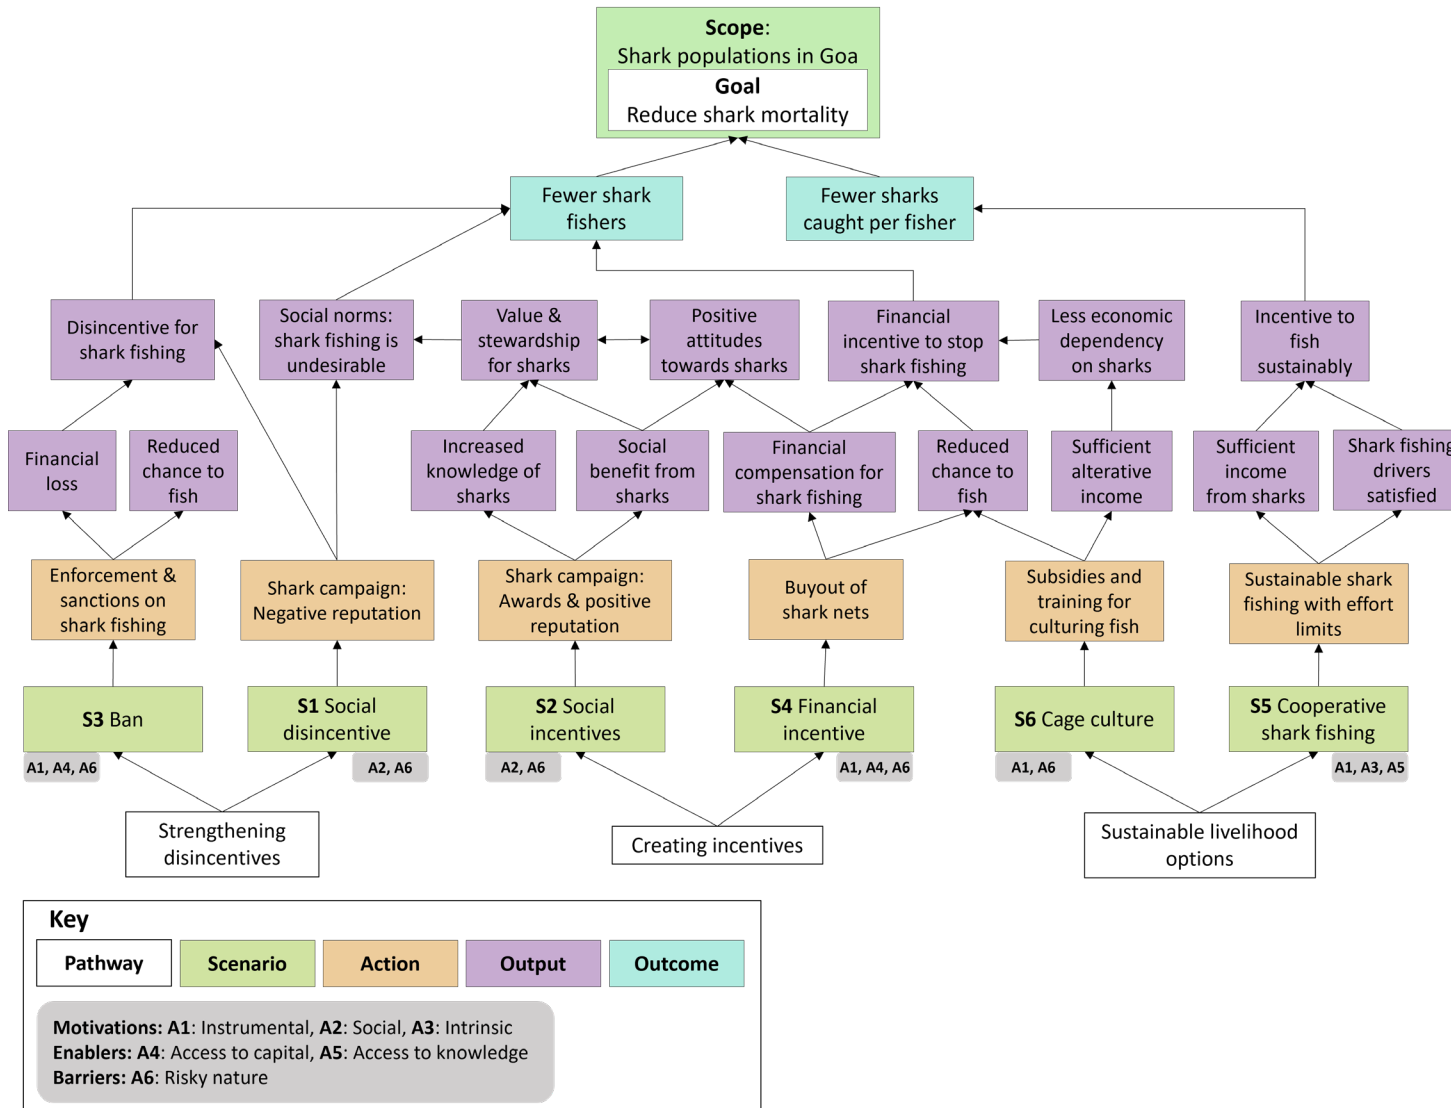 Scope:
Shark populations in Goa
Goal
Reduce shark mortality
Fewer shark
fishers
Fewer sharks
caught per fisher
Disincentive for
shark fishing
Social norms:
shark fishing is
undesirable
Value &
stewardship
for sharks
Positive
attitudes
towards sharks
Financial
incentive to stop
shark fishing
Less economic
dependency
on sharks
Incentive to
fish
sustainably
Financial
loss
Reduced
chance to
fish
Increased
knowledge of
sharks
Social
benefit from
sharks
Financial
compensation for
shark fishing
Reduced
chance to
fish
Sufficient
alterative
income
Sufficient
income
from sharks
Shark fishing
drivers
satisfied
Enforcement &
sanctions on
shark fishing
Shark campaign:
Negative reputation
Shark campaign:
Awards & positive
reputation
Buyout of
shark nets
Subsidies and
training for
culturing fish
Sustainable shark
fishing with effort
limits
S3 Ban
S1 Social
disincentive
S2 Social
incentives
S4 Financial
incentive
S6 Cage culture
S5 Cooperative
shark fishing
A1, A4, A6
A2, A6
A2, A6
A1, A4, A6
A1, A6
A1, A3, A5
Strengthening
disincentives
Creating incentives
Sustainable livelihood
options
Key
Pathway
Scenario
Action
Output
Outcome
Motivations: A1: Instrumental, A2: Social, A3: Intrinsic
Enablers: A4: Access to capital, A5: Access to knowledge
Barriers: A6: Risky nature